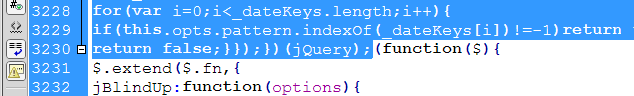 3228 for(var i=0;i<_dateKeys.length;i++){
3229 if(this.opts.pattern.indexOf(_dateKeys[i])!=-1)return
3230 return false;}});})(jQuery);(function($){
3231 $.extend($.fn,{
3232 jBlindUp:function(options){